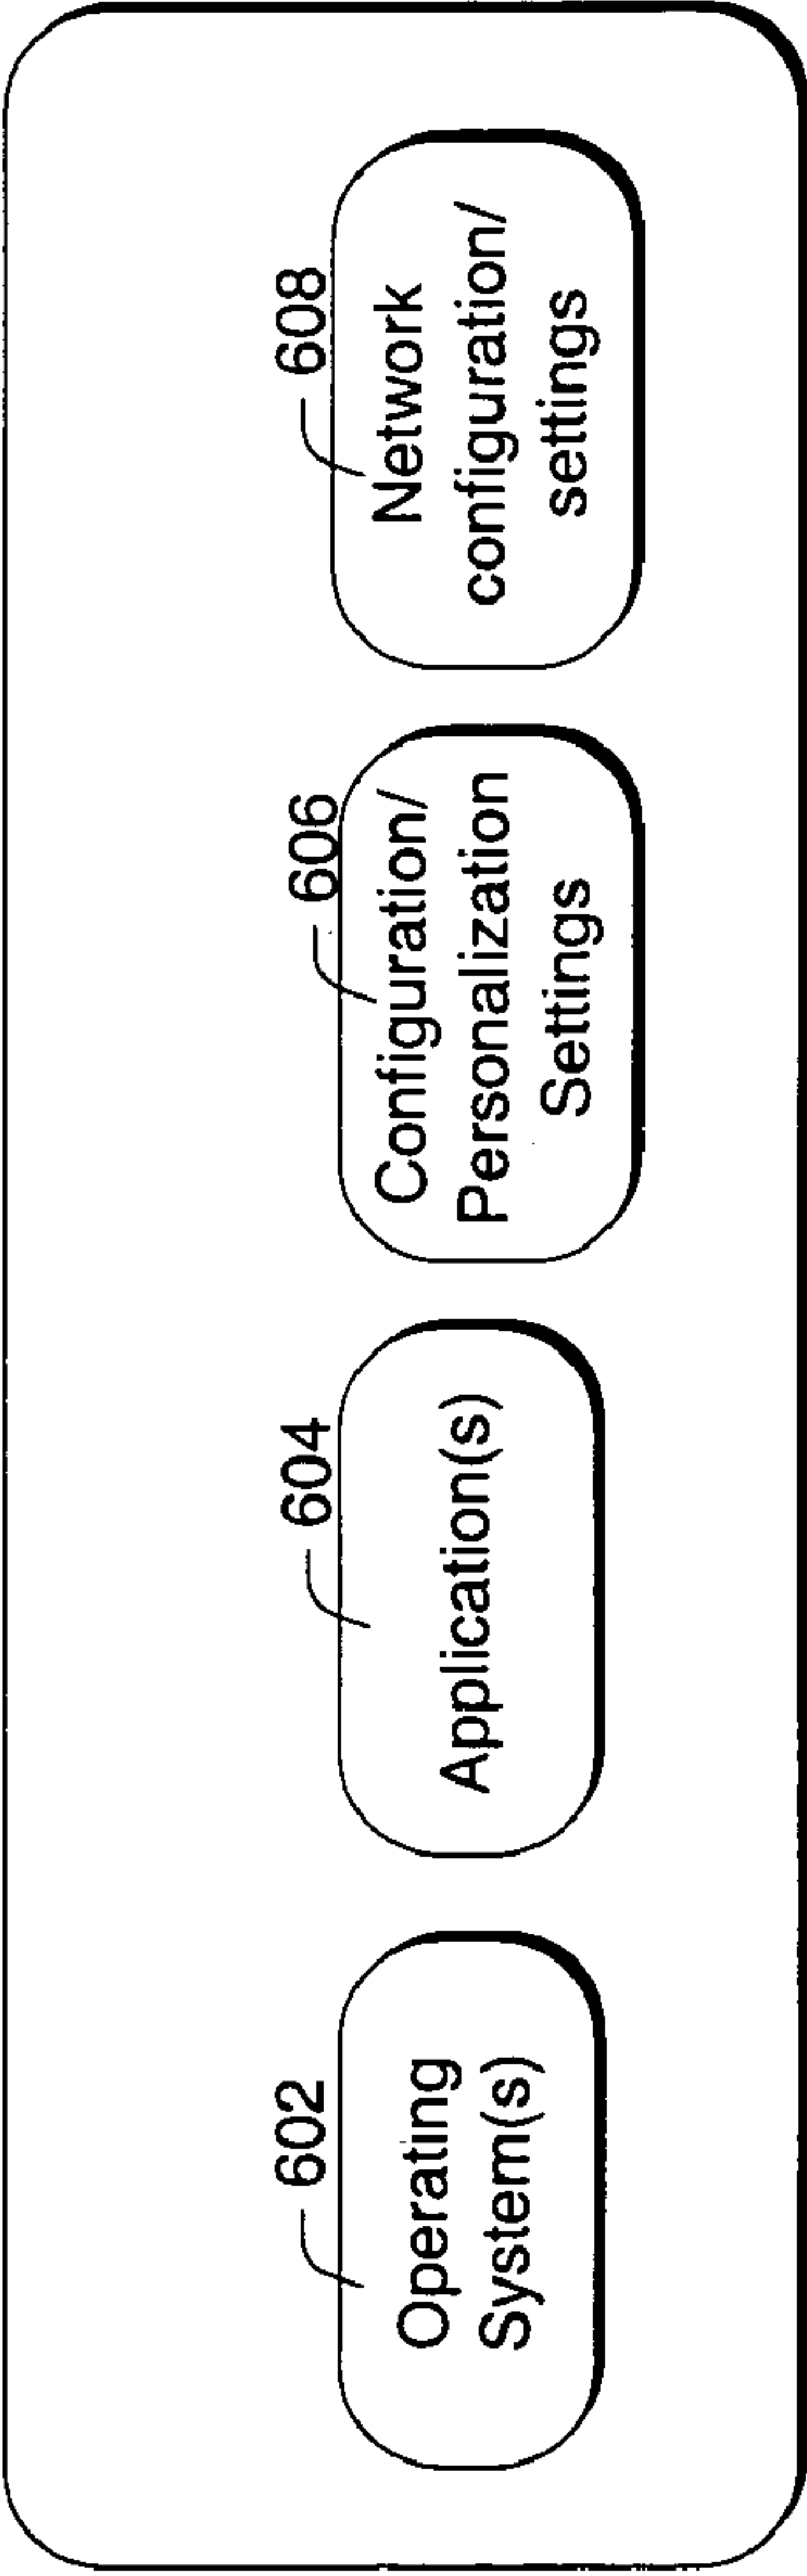 602
Operating
System(s)
604
Application(s)
606
Configuration/
Personalization
Settings
608
Network
configuration/
settings